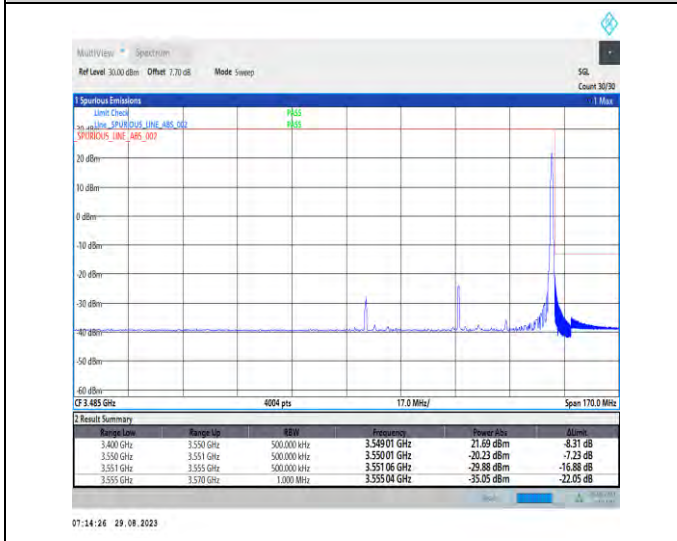 MultiView Spectrum
Ref Level 30.00 dBm Offset 7.70 dB Mode Sweep SGL
Count 30/30
1 Spurious Emissions 1 Max
Limit Check PASS
Line _SPURIOUS_LINE_ABS_002 PASS
_SPURIOUS_LINE_ABS_002
20 dBm
10 dBm
0 dBm
-10 dBm
-20 dBm
-30 dBm
-40 dBm
-50 dBm
-60 dBm
CF 3.485 GHz 4004 pts 17.0 MHz/ Span 170.0 MHz
2 Result Summary
Range Low Range Up RBW Frequency Power Abs ΔLimit
3.400 GHz 3.550 GHz 500.000 kHz 3.549 01 GHz 21.69 dBm -8.31 dB
3.550 GHz 3.551 GHz 500.000 kHz 3.550 01 GHz -20.23 dBm -7.23 dB
3.551 GHz 3.555 GHz 500.000 kHz 3.551 06 GHz -29.88 dBm -16.88 dB
3.555 GHz 3.570 GHz 1.000 MHz 3.555 04 GHz -35.05 dBm -22.05 dB
07:14:26 29.08.2023